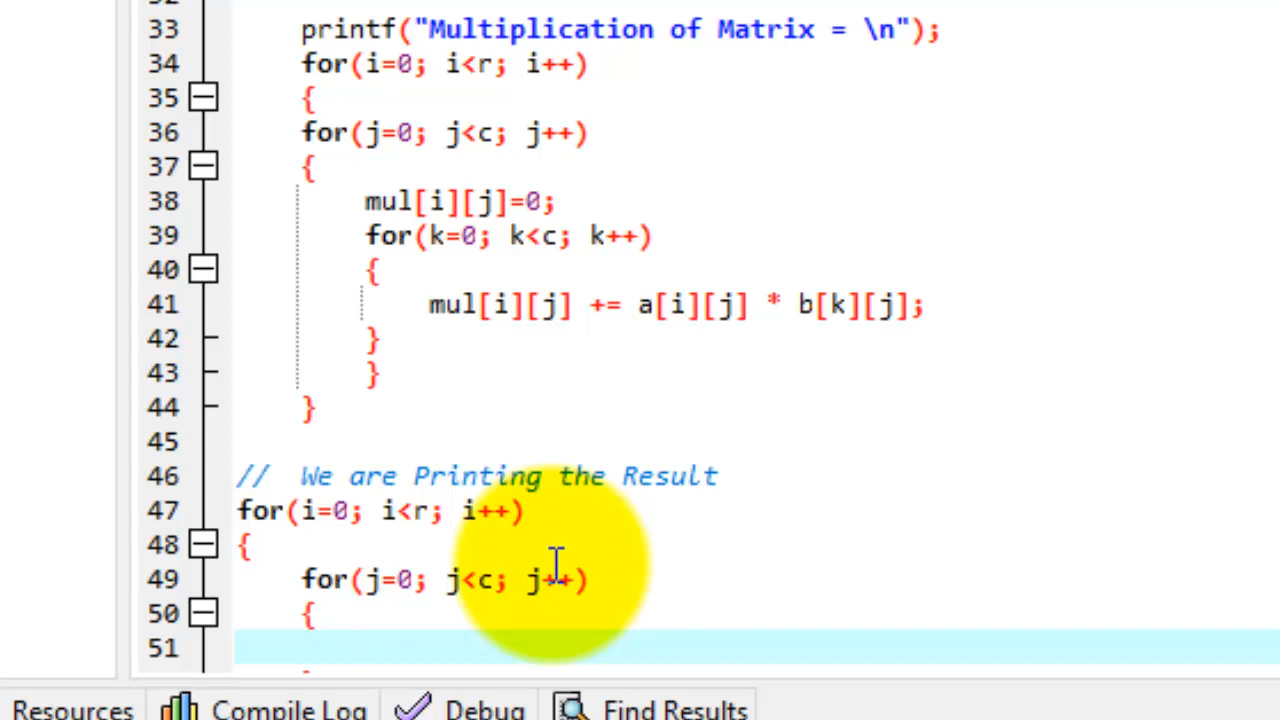 33 printf("Multiplication of Matrix = \n");
34 for(i=0; i<r; i++)
35 {
36 for(j=0; j<c; j++)
37 {
38 mul[i][j]=0;
39 for(k=0; k<c; k++)
40 {
41 mul[i][j] += a[i][j] * b[k][j];
42 }
43 }
44 }
45
46 // We are Printing the Result
47 for(i=0; i<r; i++)
48 {
49 for(j=0; j<c; j++)
50 {
51
Resources Compile Log Debug Find Results